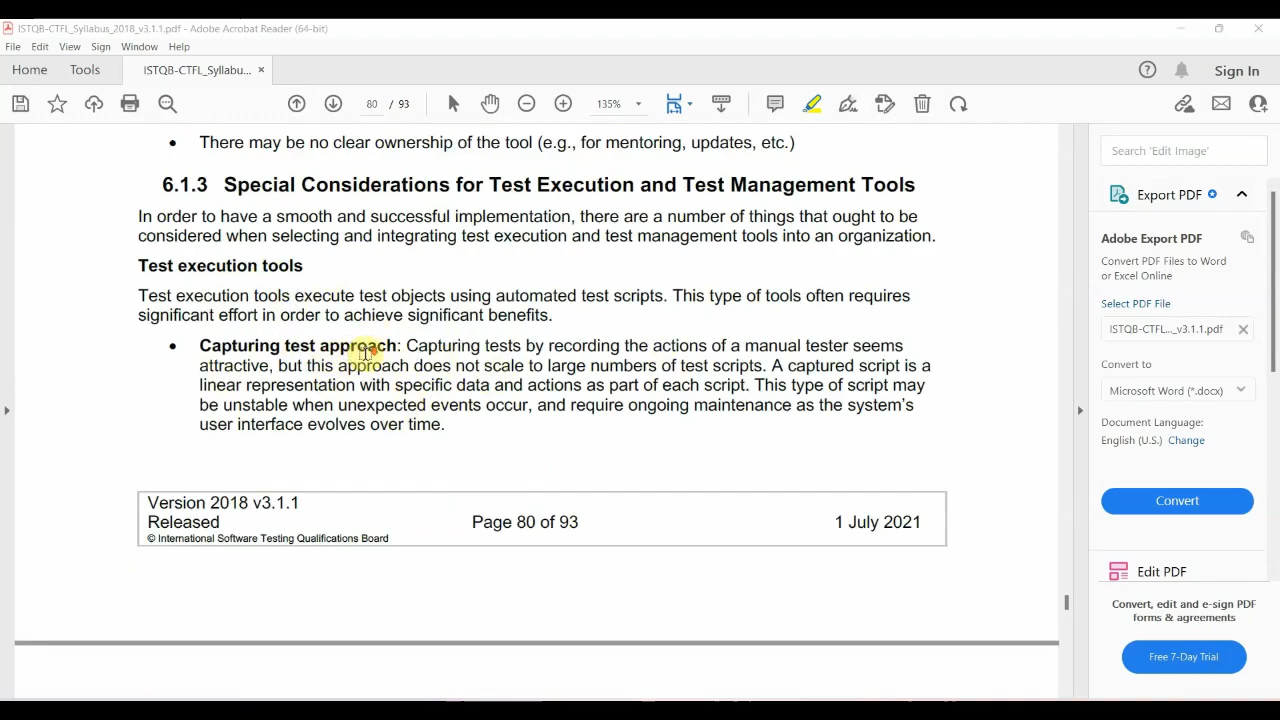 ISTQB-CTFL_Syllabus_2018_v3.1.1.pdf - Adobe Acrobat Reader (64-bit)
File Edit View Sign Window Help
Home Tools ISTQB-CTFL_Syllabu... × Sign In
80 / 93 135%
• There may be no clear ownership of the tool (e.g., for mentoring, updates, etc.)
6.1.3 Special Considerations for Test Execution and Test Management Tools
In order to have a smooth and successful implementation, there are a number of things that ought to be
considered when selecting and integrating test execution and test management tools into an organization.
Test execution tools
Test execution tools execute test objects using automated test scripts. This type of tools often requires
significant effort in order to achieve significant benefits.
• Capturing test approach: Capturing tests by recording the actions of a manual tester seems
attractive, but this approach does not scale to large numbers of test scripts. A captured script is a
linear representation with specific data and actions as part of each script. This type of script may
be unstable when unexpected events occur, and require ongoing maintenance as the system's
user interface evolves over time.
Version 2018 v3.1.1
Released Page 80 of 93 1 July 2021
© International Software Testing Qualifications Board
Search 'Edit Image'
Export PDF
Adobe Export PDF
Convert PDF Files to Word
or Excel Online
Select PDF File
ISTQB-CTFL..._v3.1.1.pdf
Convert to
Microsoft Word (*.docx)
Document Language:
English (U.S.) Change
Convert
Edit PDF
Convert, edit and e-sign PDF
forms & agreements
Free 7-Day Trial